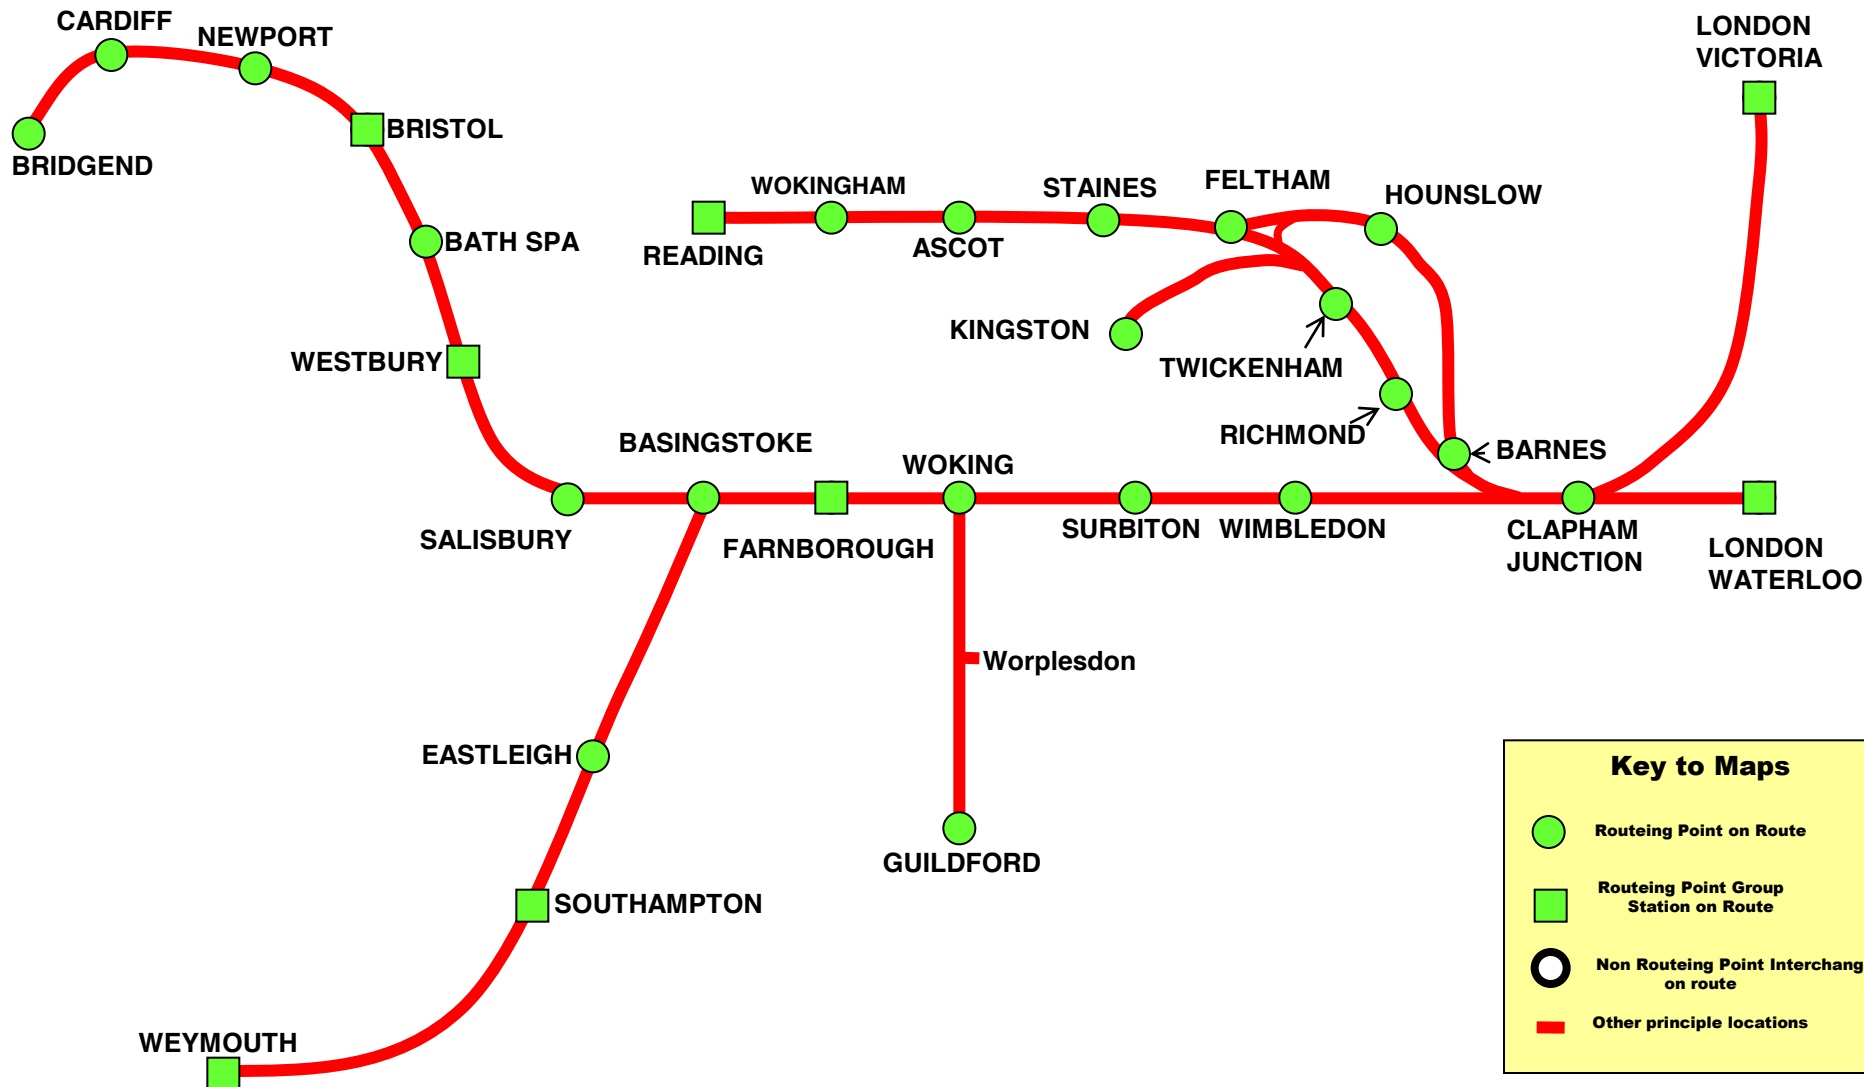 CARDIFF
NEWPORT
LONDON
VICTORIA
BRISTOL
BRIDGEND
WOKINGHAM
STAINES
FELTHAM
HOUNSLOW
BATH SPA
READING
ASCOT
KINGSTON
WESTBURY
TWICKENHAM
RICHMOND
BASINGSTOKE
WOKING
BARNES
SALISBURY
FARNBOROUGH
SURBITON
WIMBLEDON
CLAPHAM
JUNCTION
LONDON
WATERLOO
Worplesdon
EASTLEIGH
GUILDFORD
SOUTHAMPTON
WEYMOUTH
Key to Maps
Routeing Point on Route
Routeing Point Group
Station on Route
Non Routeing Point Interchang
on route
Other principle locations